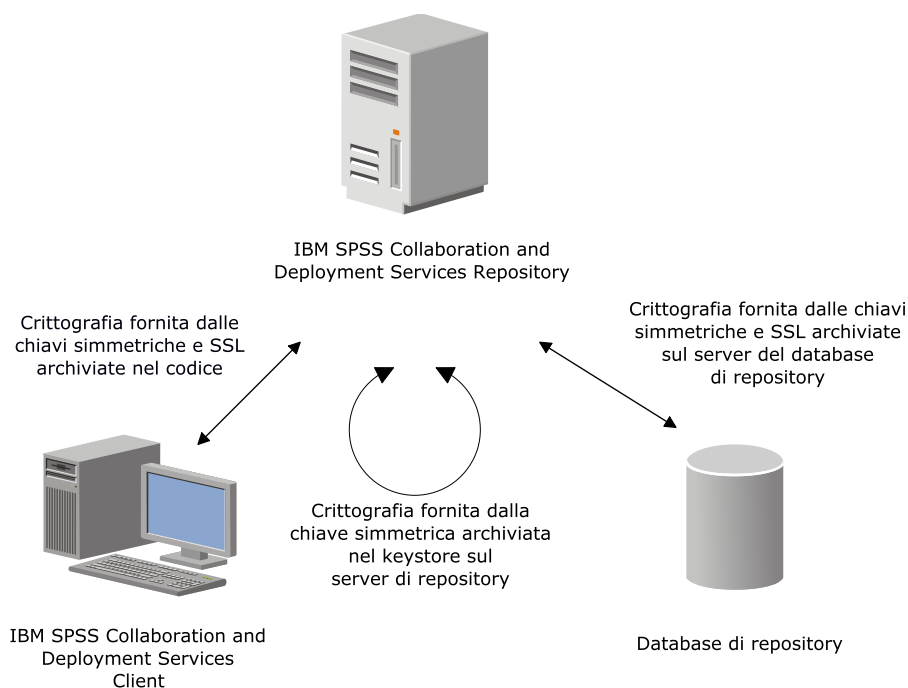 IBM SPSS Collaboration and
Deployment Services Repository
Crittografia fornita dalle
chiavi simmetriche e SSL
archiviate nel codice
Crittografia fornita dalle chiavi
simmetriche e SSL archiviate
sul server del database
di repository
Crittografia fornita dalla
chiave simmetrica archiviata
nel keystore sul
server di repository
IBM SPSS Collaboration and
Deployment Services
Client
Database di repository